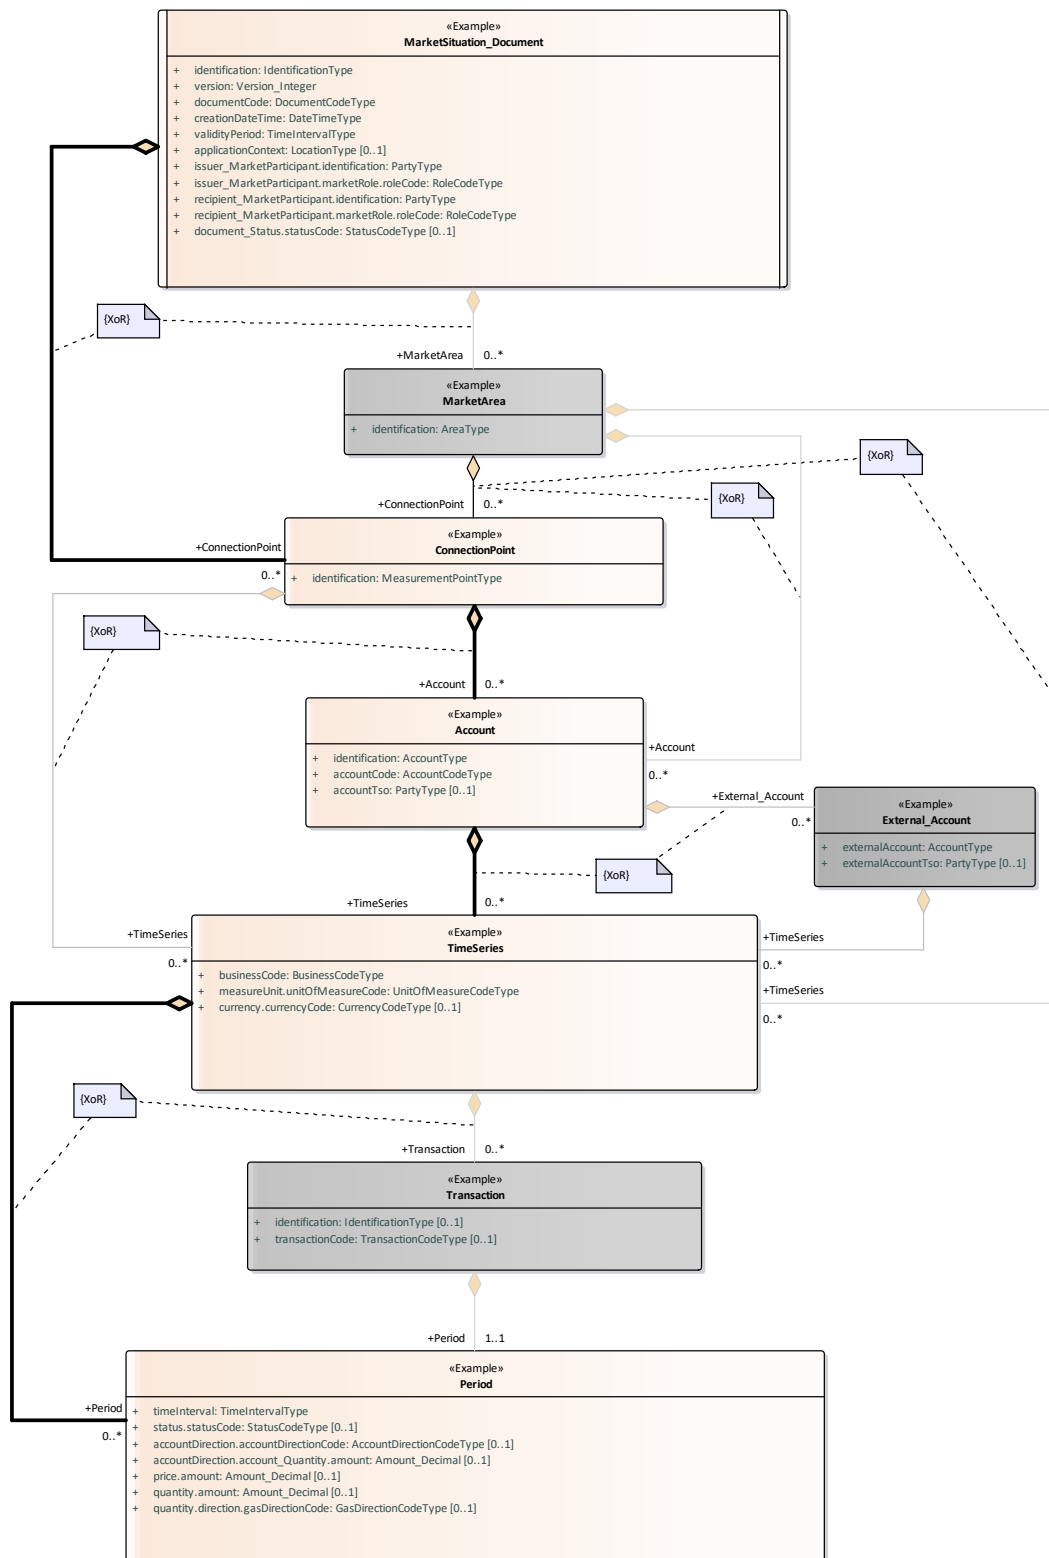 «Example»
MarketSituation_Document
+ identification: IdentificationType
+ version: Version_Integer
+ documentCode: DocumentCodeType
+ creationDateTime: DateTimeType
+ validityPeriod: TimeIntervalType
+ applicationContext: LocationType [0..1]
+ issuer_MarketParticipant.identification: PartyType
+ issuer_MarketParticipant.marketRole.roleCode: RoleCodeType
+ recipient_MarketParticipant.identification: PartyType
+ recipient_MarketParticipant.marketRole.roleCode: RoleCodeType
+ document_Status.statusCode: StatusCodeType [0..1]
{XoR}
+MarketArea 0..*
«Example»
MarketArea
+ identification: AreaType
{XoR}
{XoR}
+ConnectionPoint 0..*
«Example»
ConnectionPoint
+ConnectionPoint
0..*
+ identification: MeasurementPointType
{XoR}
+Account 0..*
«Example»
Account
+ identification: AccountType
+ accountCode: AccountCodeType
+ accountTso: PartyType [0..1]
+Account
0..*
+External_Account
0..*
«Example»
External_Account
+ externalAccount: AccountType
+ externalAccountTso: PartyType [0..1]
{XoR}
+TimeSeries 0..*
«Example»
TimeSeries
+TimeSeries
0..*
+TimeSeries
0..*
+TimeSeries
0..*
+ businessCode: BusinessCodeType
+ measureUnit.unitOfMeasureCode: UnitOfMeasureCodeType
+ currency.currencyCode: CurrencyCodeType [0..1]
{XoR}
+Transaction 0..*
«Example»
Transaction
+ identification: IdentificationType [0..1]
+ transactionCode: TransactionCodeType [0..1]
+Period 1..1
«Example»
Period
+Period
0..*
+ timeInterval: TimeIntervalType
+ status.statusCode: StatusCodeType [0..1]
+ accountDirection.accountDirectionCode: AccountDirectionCodeType [0..1]
+ accountDirection.account_Quantity.amount: Amount_Decimal [0..1]
+ price.amount: Amount_Decimal [0..1]
+ quantity.amount: Amount_Decimal [0..1]
+ quantity.direction.gasDirectionCode: GasDirectionCodeType [0..1]